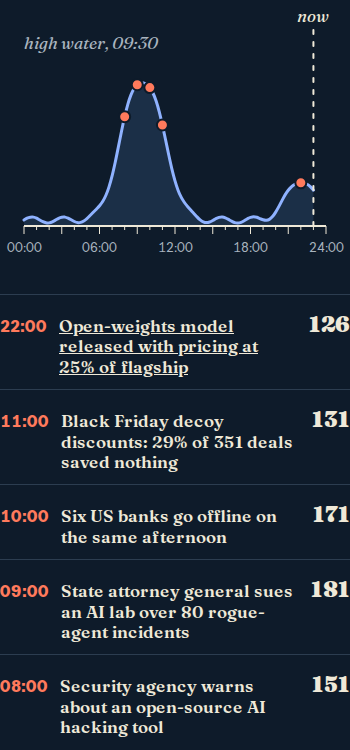 now
high water, 09:30
00:00 06:00 12:00 18:00 24:00
22:00 Open-weights model 126
released with pricing at
25% of flagship
11:00 Black Friday decoy 131
discounts: 29% of 351 deals
saved nothing
10:00 Six US banks go offline on 171
the same afternoon
09:00 State attorney general sues 181
an AI lab over 80 rogue-
agent incidents
08:00 Security agency warns 151
about an open-source AI
hacking tool